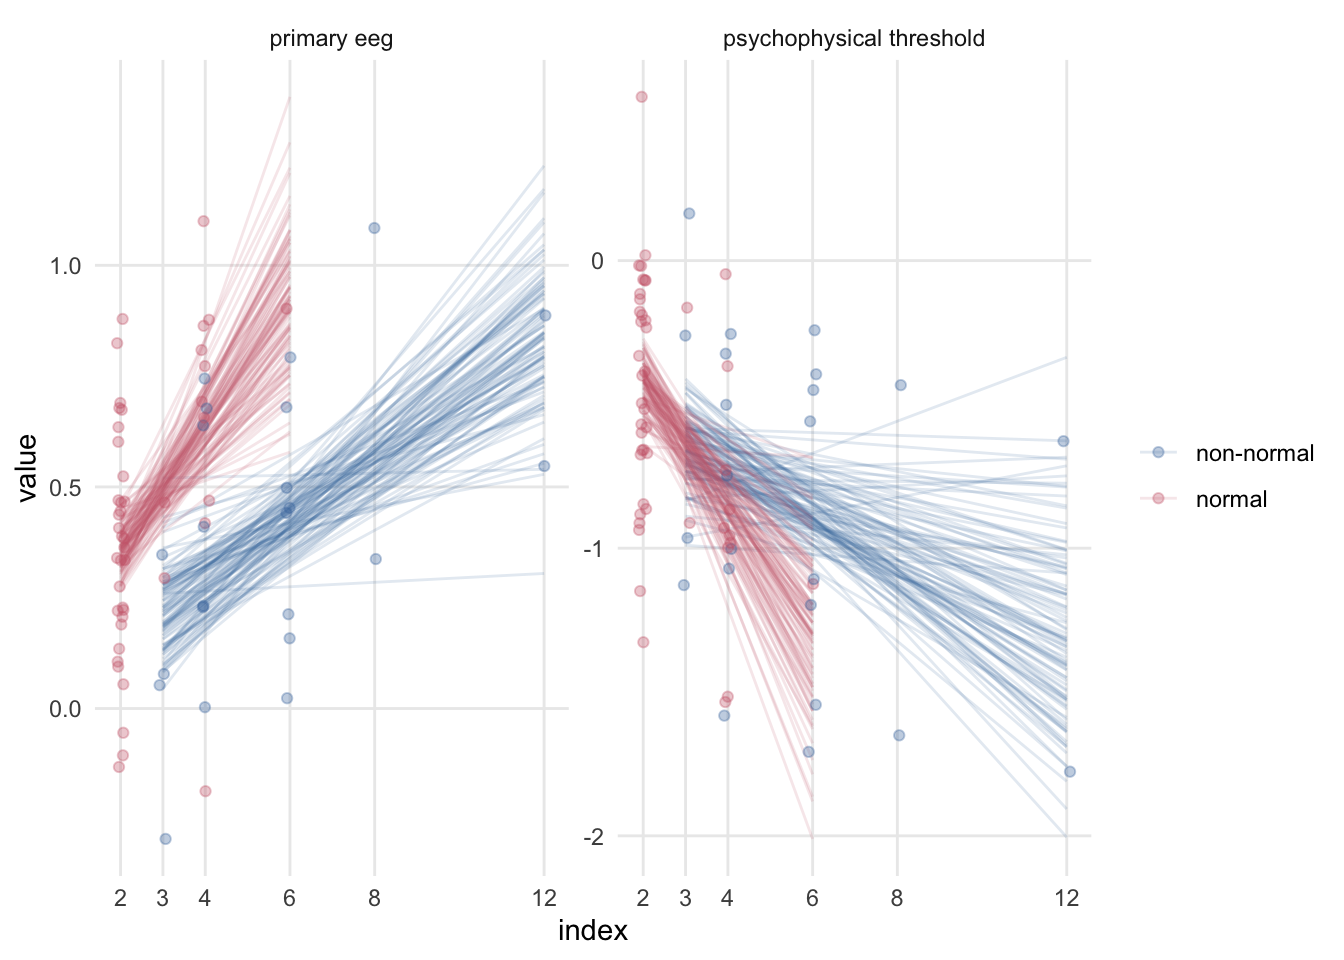 primary eeg
psychophysical threshold
value
1.0
0.5
0.0
0
-1
-2
2 3 4 6 8 12
2 3 4 6 8 12
index
non-normal
normal